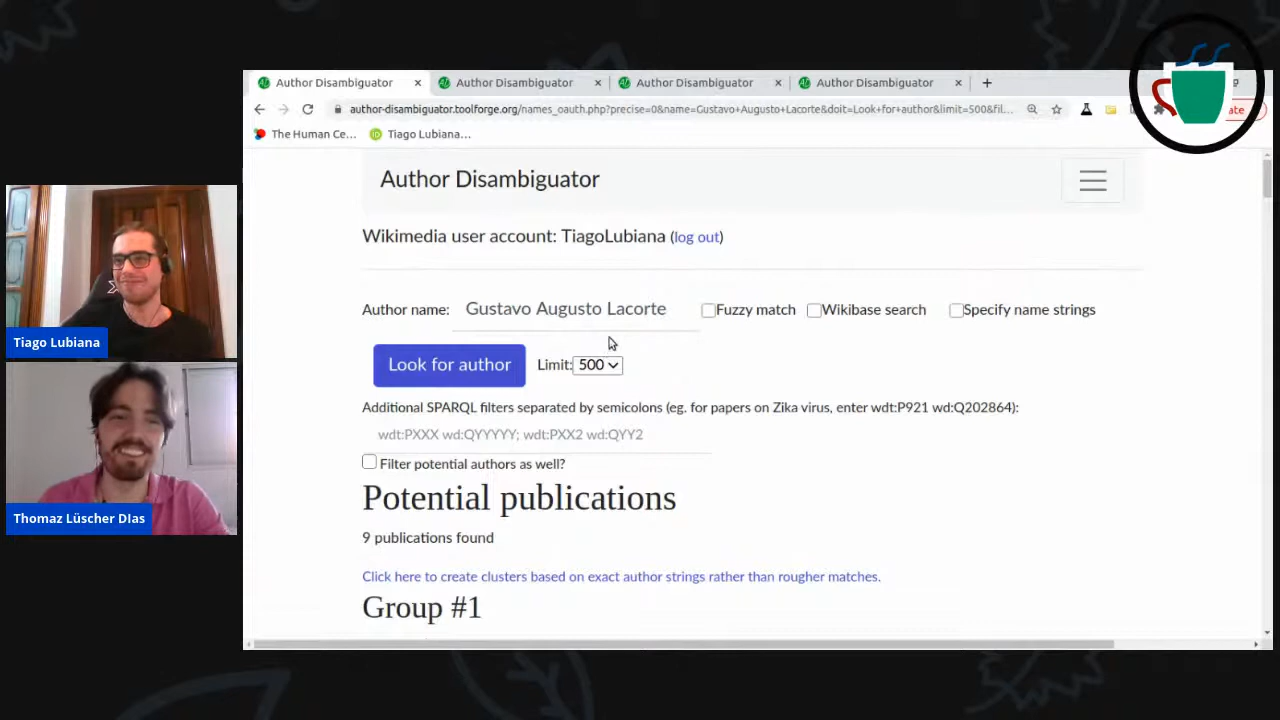 Author Disambiguator × Author Disambiguator × Author Disambiguator × Author Disambiguator × +
author-disambiguator.toolforge.org/names_oauth.php?precise=0&name=Gustavo+Augusto+Lacorte&doit=Look+for+author&limit=500&fil...
The Human Ce... Tiago Lubiana...
Author Disambiguator
Wikimedia user account: TiagoLubiana (log out)
Author name: Gustavo Augusto Lacorte Fuzzy match Wikibase search Specify name strings
Look for author Limit: 500
Additional SPARQL filters separated by semicolons (eg. for papers on Zika virus, enter wdt:P921 wd:Q202864):
wdt:PXXX wd:QYYYYY; wdt:PXX2 wd:QYY2
Filter potential authors as well?
Potential publications
9 publications found
Click here to create clusters based on exact author strings rather than rougher matches.
Group #1
Tiago Lubiana
Thomaz Lüscher DIas